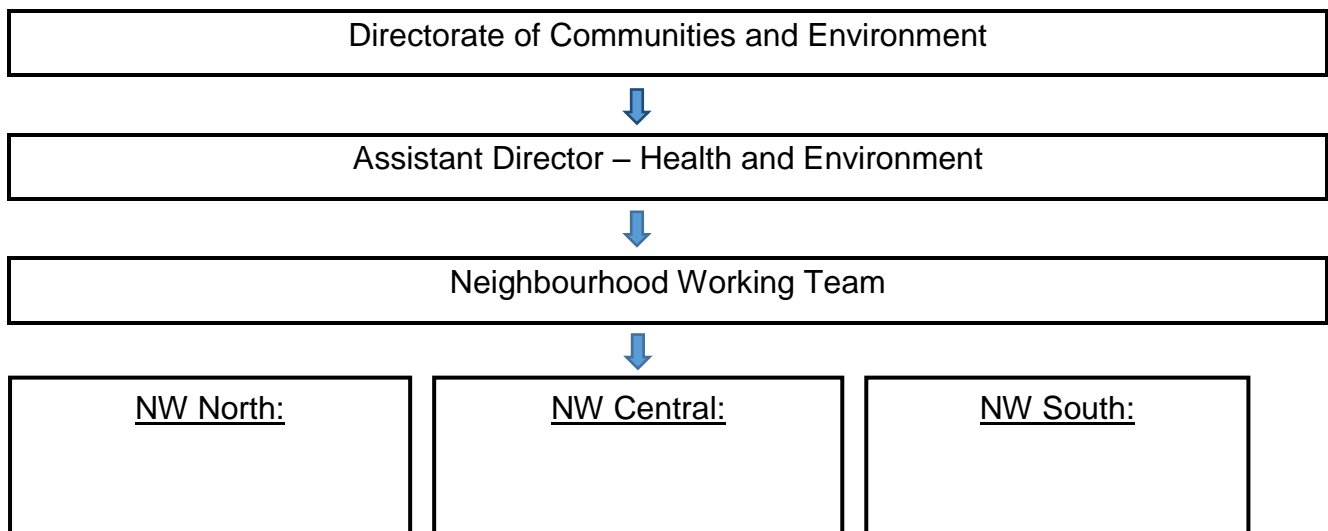 Directorate of Communities and Environment
Assistant Director – Health and Environment
Neighbourhood Working Team
NW North:
NW Central:
NW South: